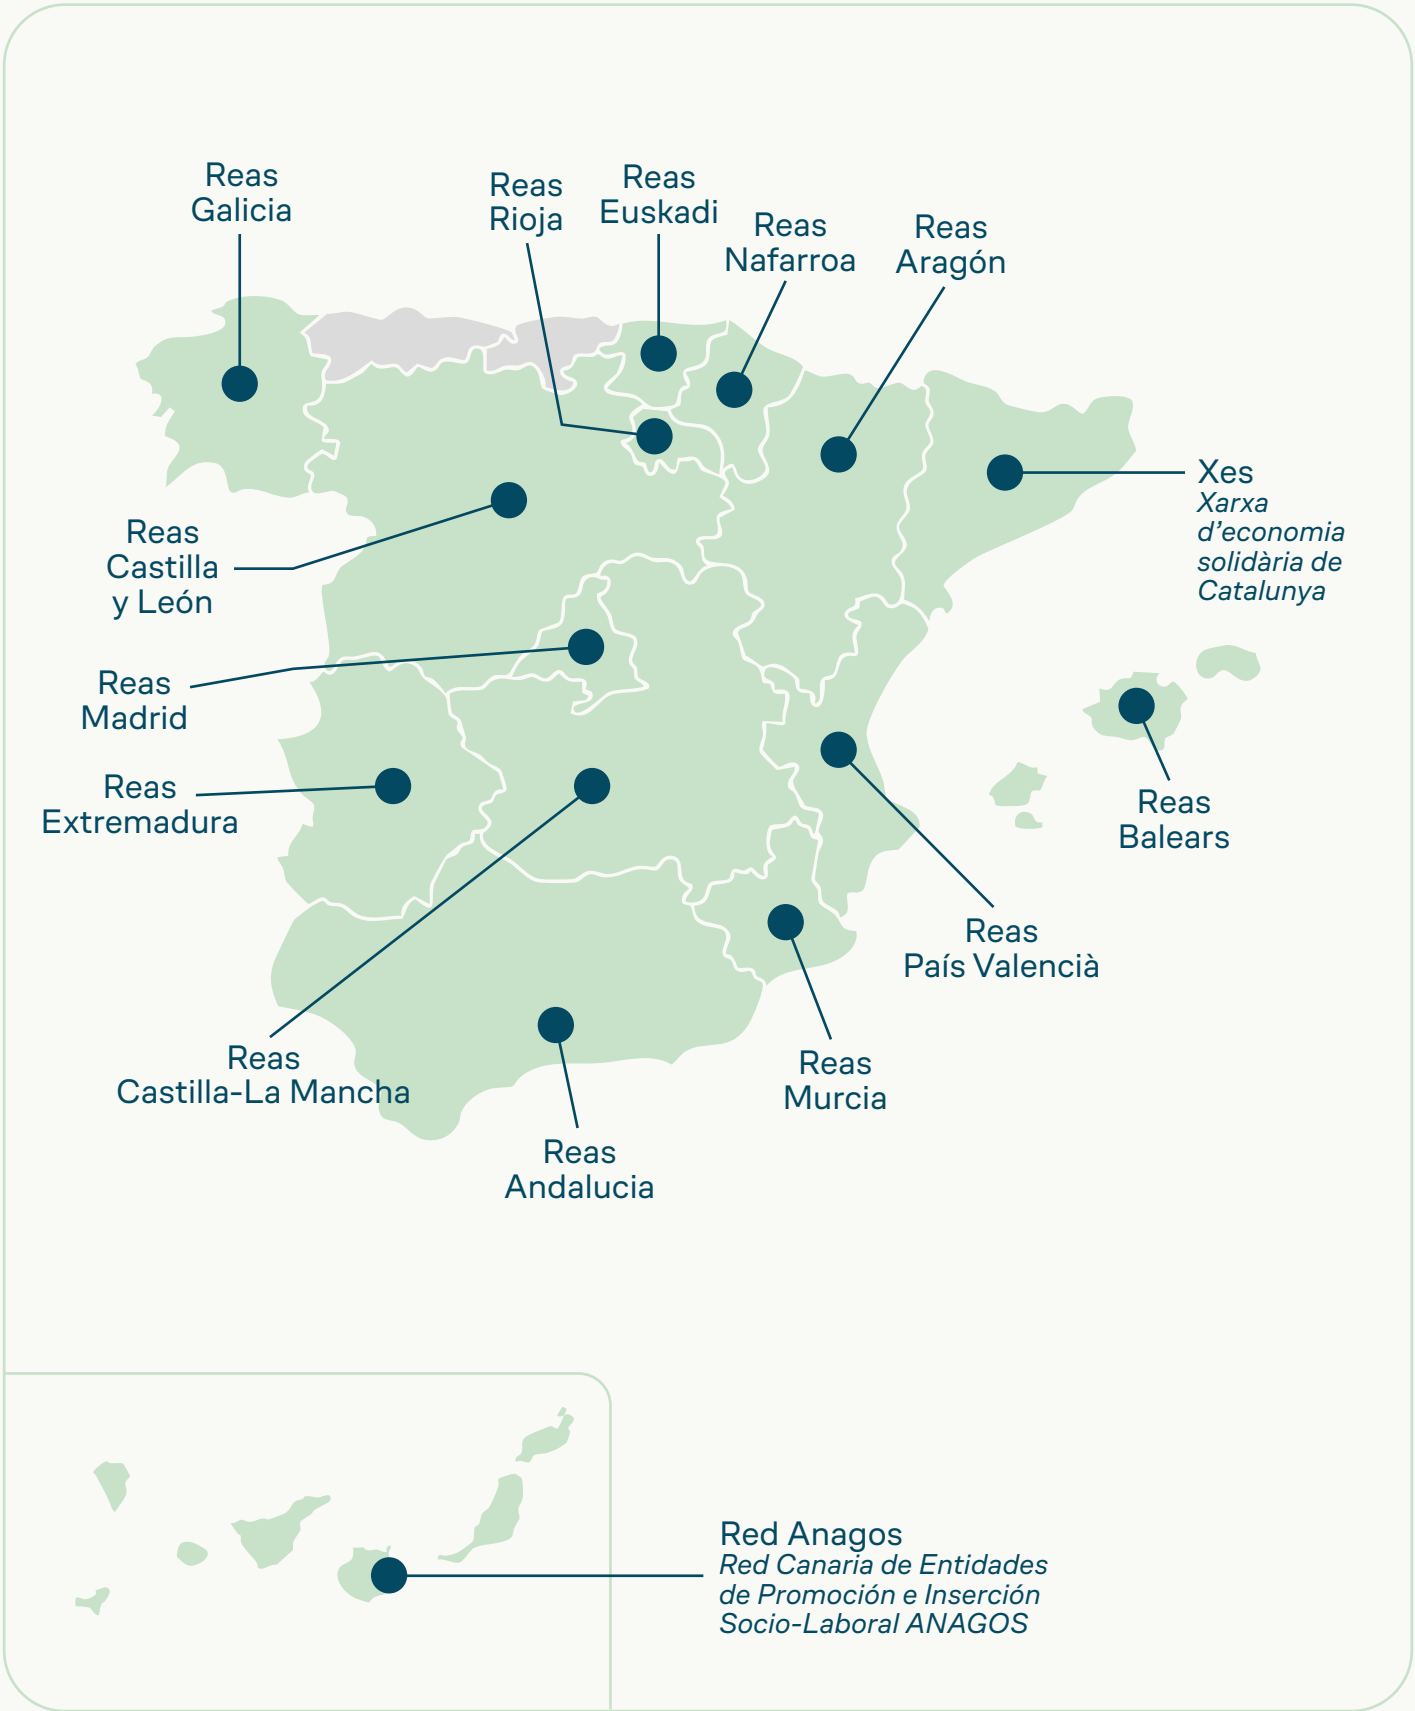 Reas
Galicia
Reas
Rioja
Reas
Euskadi
Reas
Nafarroa
Reas
Aragón
Xes
Xarxa
d’economia
solidària de
Catalunya
Reas
Castilla
y León
Reas
Madrid
Reas
Extremadura
Reas
Balears
Reas
País Valencià
Reas
Castilla-La Mancha
Reas
Murcia
Reas
Andalucia
Red Anagos
Red Canaria de Entidades
de Promoción e Inserción
Socio-Laboral ANAGOS